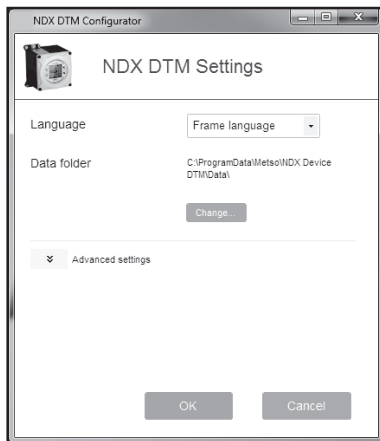 NDX DTM Configurator
NDX DTM Settings
Language
Frame language
Data folder
C:\ProgramData\Metso\NDX Device
DTM\Data\
Change...
Advanced settings
OK
Cancel